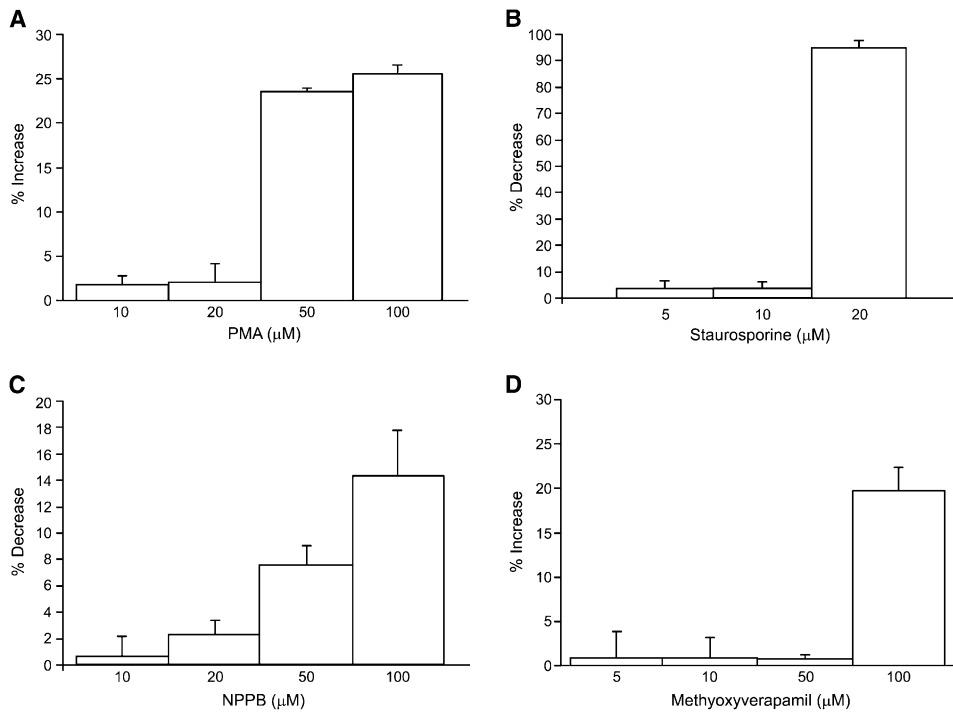 A
% Increase
30
25
20
15
10
5
0
10 20 50 100
PMA (µM)
B
% Decrease
100
90
80
70
60
50
40
30
20
10
0
5 10 20
Staurosporine (µM)
C
% Decrease
20
18
16
14
12
10
8
6
4
2
0
10 20 50 100
NPPB (µM)
D
% Increase
30
25
20
15
10
5
0
5 10 50 100
Methyoxyverapamil (µM)